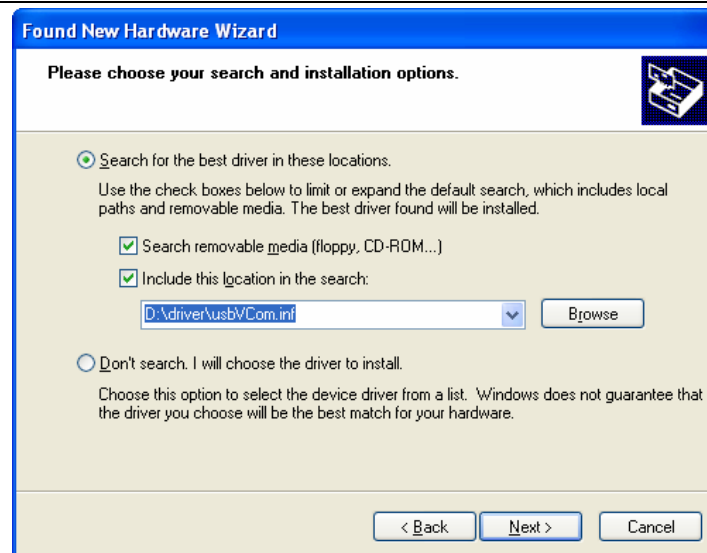 Found New Hardware Wizard
Please choose your search and installation options.
Search for the best driver in these locations.
Use the check boxes below to limit or expand the default search, which includes local
paths and removable media. The best driver found will be installed.
Search removable media (floppy, CD-ROM...)
Include this location in the search:
D:\driver\usbVCom.inf
Browse
Don't search. I will choose the driver to install.
Choose this option to select the device driver from a list. Windows does not guarantee that
the driver you choose will be the best match for your hardware.
< Back Next > Cancel